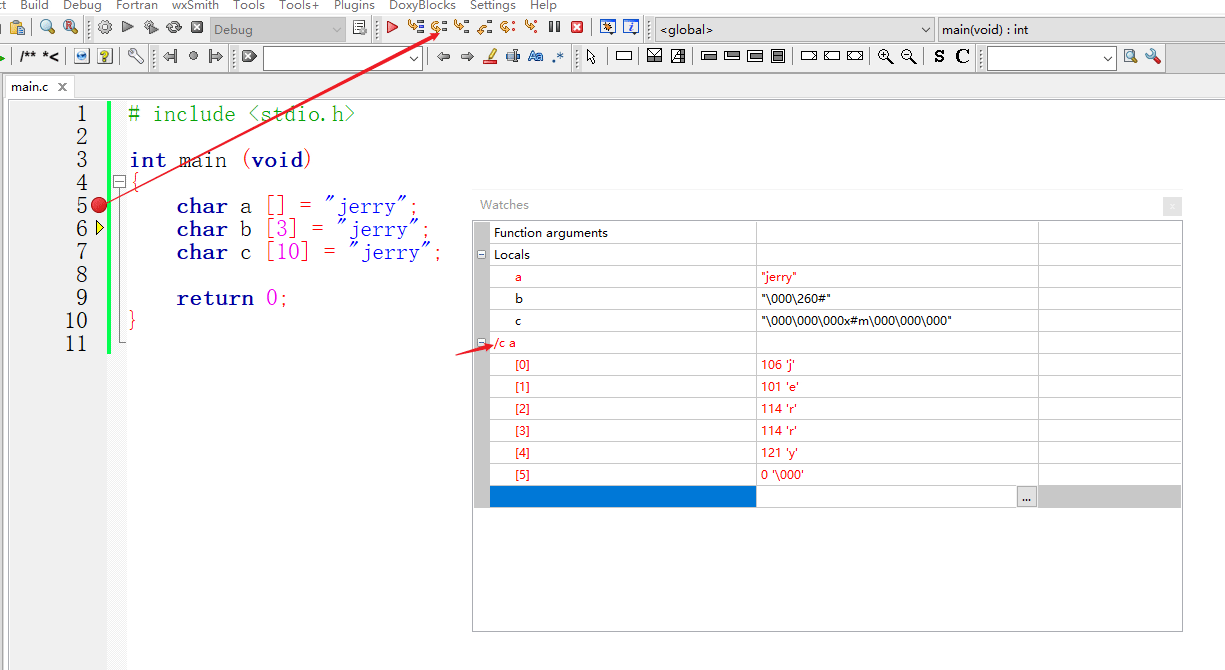 Build Debug Fortran wxSmith Tools Tools+ Plugins DoxyBlocks Settings Help
Debug <global> main(void) : int
/** *< Aa .* S C
main.c
1 # include <stdio.h>
2
3 int main (void)
4 {
5 char a [] = "jerry";
6 char b [3] = "jerry";
7 char c [10] = "jerry";
8
9 return 0;
10 }
11
Watches
Function arguments
Locals
a "jerry"
b "\000\260#"
c "\000\000\000x#m\000\000\000"
/c a
[0] 106 'j'
[1] 101 'e'
[2] 114 'r'
[3] 114 'r'
[4] 121 'y'
[5] 0 '\000'
...